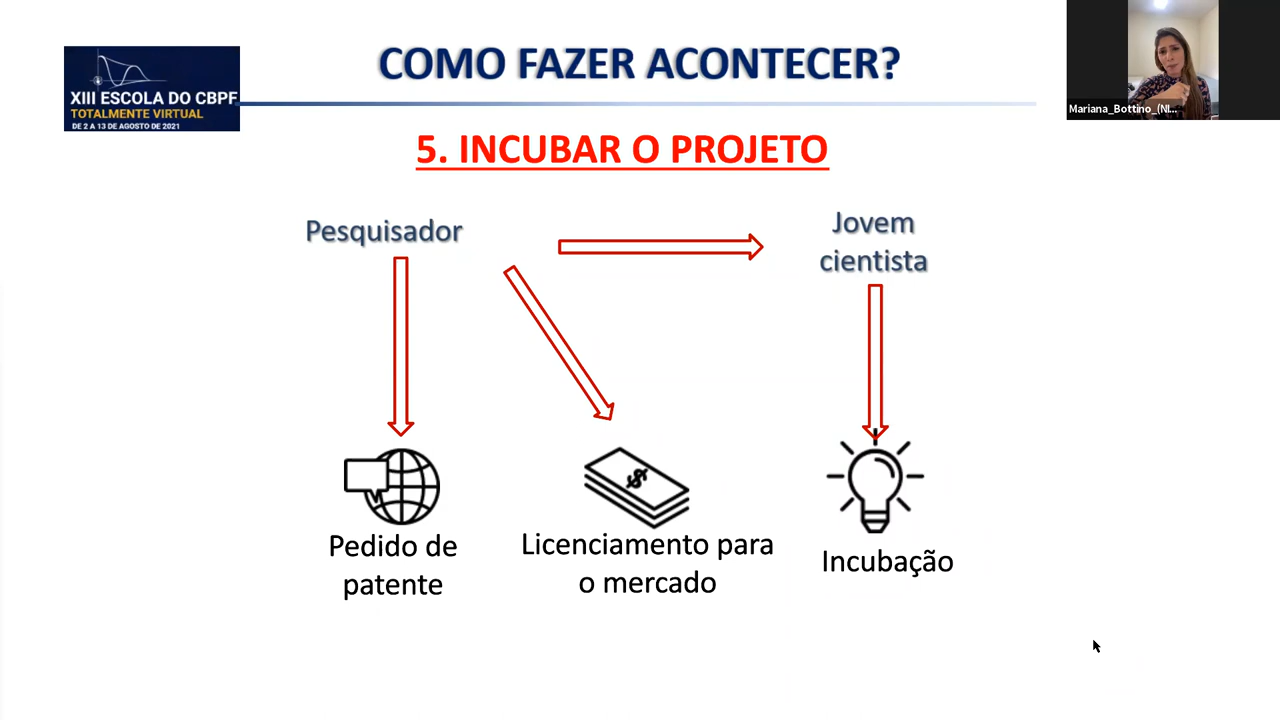 COMO FAZER ACONTECER?
XIII ESCOLA DO CBPF
TOTALMENTE VIRTUAL
DE 2 A 13 DE AGOSTO DE 2021
Mariana_Bottino_(NI...
5. INCUBAR O PROJETO
Pesquisador
Jovem
cientista
$
Pedido de
patente
Licenciamento para
o mercado
Incubação